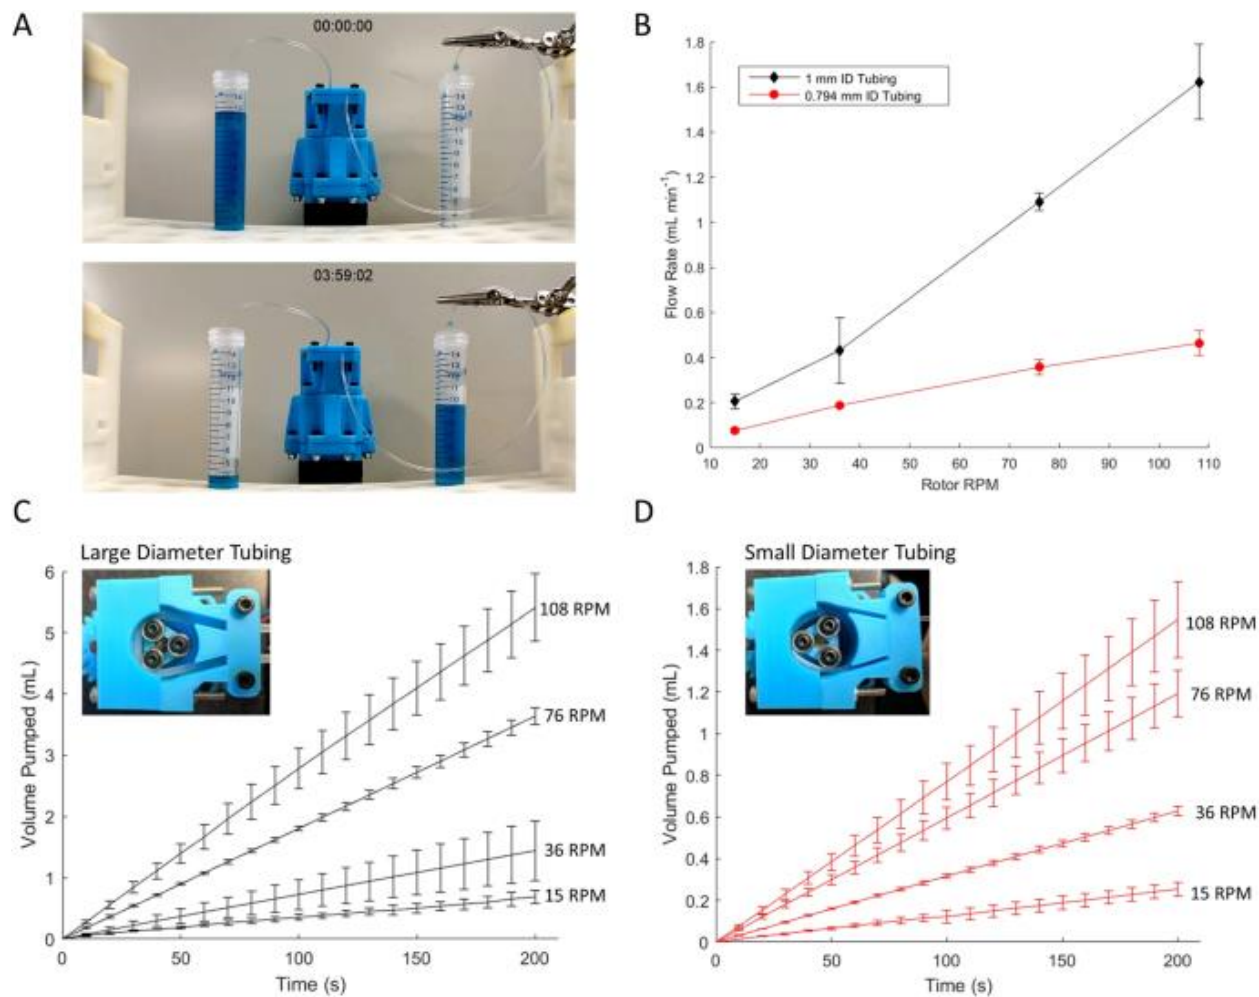 A
00:00:00
03:59:02
B
1.8
1.6
1.4
1.2
1
0.8
0.6
0.4
0.2
0
Flow Rate (mL min⁻¹)
1 mm ID Tubing
0.794 mm ID Tubing
10 20 30 40 50 60 70 80 90 100 110
Rotor RPM
C
Large Diameter Tubing
6
5
4
3
2
1
0
Volume Pumped (mL)
108 RPM
76 RPM
36 RPM
15 RPM
0 50 100 150 200
Time (s)
D
Small Diameter Tubing
1.8
1.6
1.4
1.2
1
0.8
0.6
0.4
0.2
0
Volume Pumped (mL)
108 RPM
76 RPM
36 RPM
15 RPM
0 50 100 150 200
Time (s)